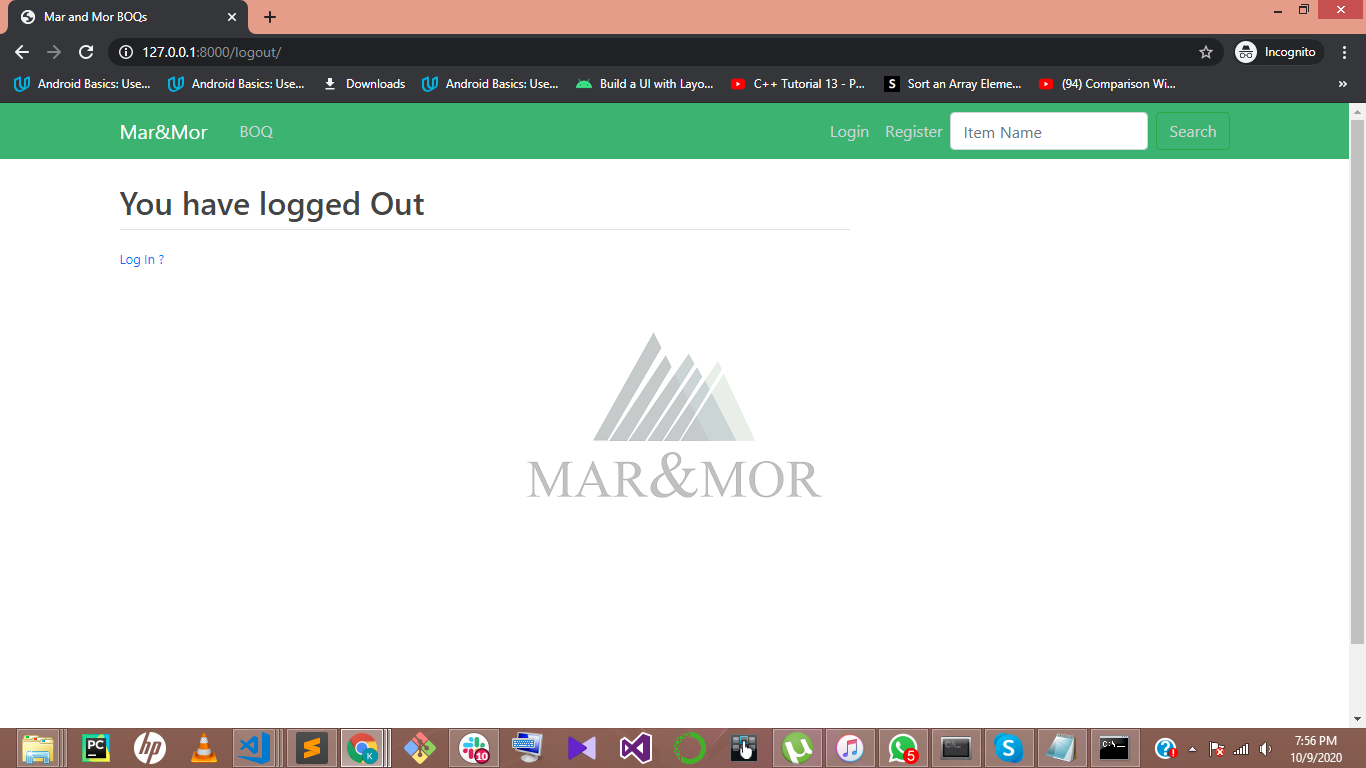 Mar and Mor BOQs
127.0.0.1:8000/logout/
Incognito
Android Basics: Use...
Android Basics: Use...
Downloads
Android Basics: Use...
Build a UI with Layo...
C++ Tutorial 13 - P...
S
Sort an Array Eleme...
(94) Comparison Wi...
»
Mar&Mor
BOQ
Login
Register
Item Name
Search
You have logged Out
Log In ?
MAR&MOR
PC
hp
K
10
5
C:\_
C:\_
S
7:56 PM
10/9/2020